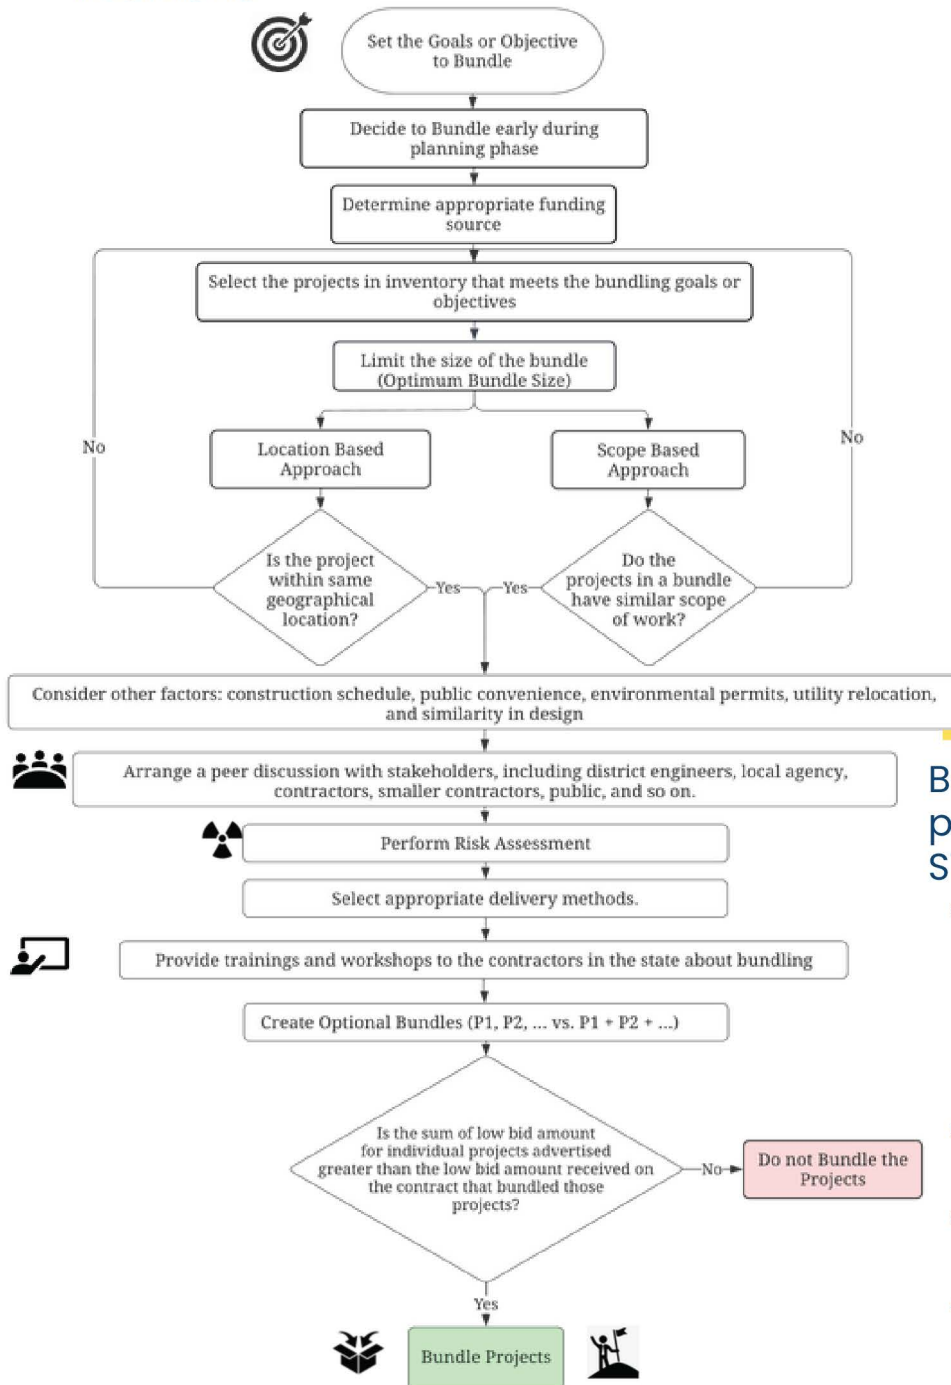 Set the Goals or Objective
to Bundle
Decide to Bundle early during
planning phase
Determine appropriate funding
source
Select the projects in inventory that meets the bundling goals or
objectives
Limit the size of the bundle
(Optimum Bundle Size)
Location Based
Approach
Scope Based
Approach
No
No
Is the project
within same
geographical
location?
Yes
Yes
Do the
projects in a bundle
have similar scope
of work?
Consider other factors: construction schedule, public convenience, environmental permits, utility relocation,
and similarity in design
Arrange a peer discussion with stakeholders, including district engineers, local agency,
contractors, smaller contractors, public, and so on.
B
p
S
Perform Risk Assessment
Select appropriate delivery methods.
Provide trainings and workshops to the contractors in the state about bundling
Create Optional Bundles (P1, P2, ... vs. P1 + P2 + ...)
Is the sum of low bid amount
for individual projects advertised
greater than the low bid amount received on
the contract that bundled those
projects?
No
Do not Bundle the
Projects
Yes
Bundle Projects